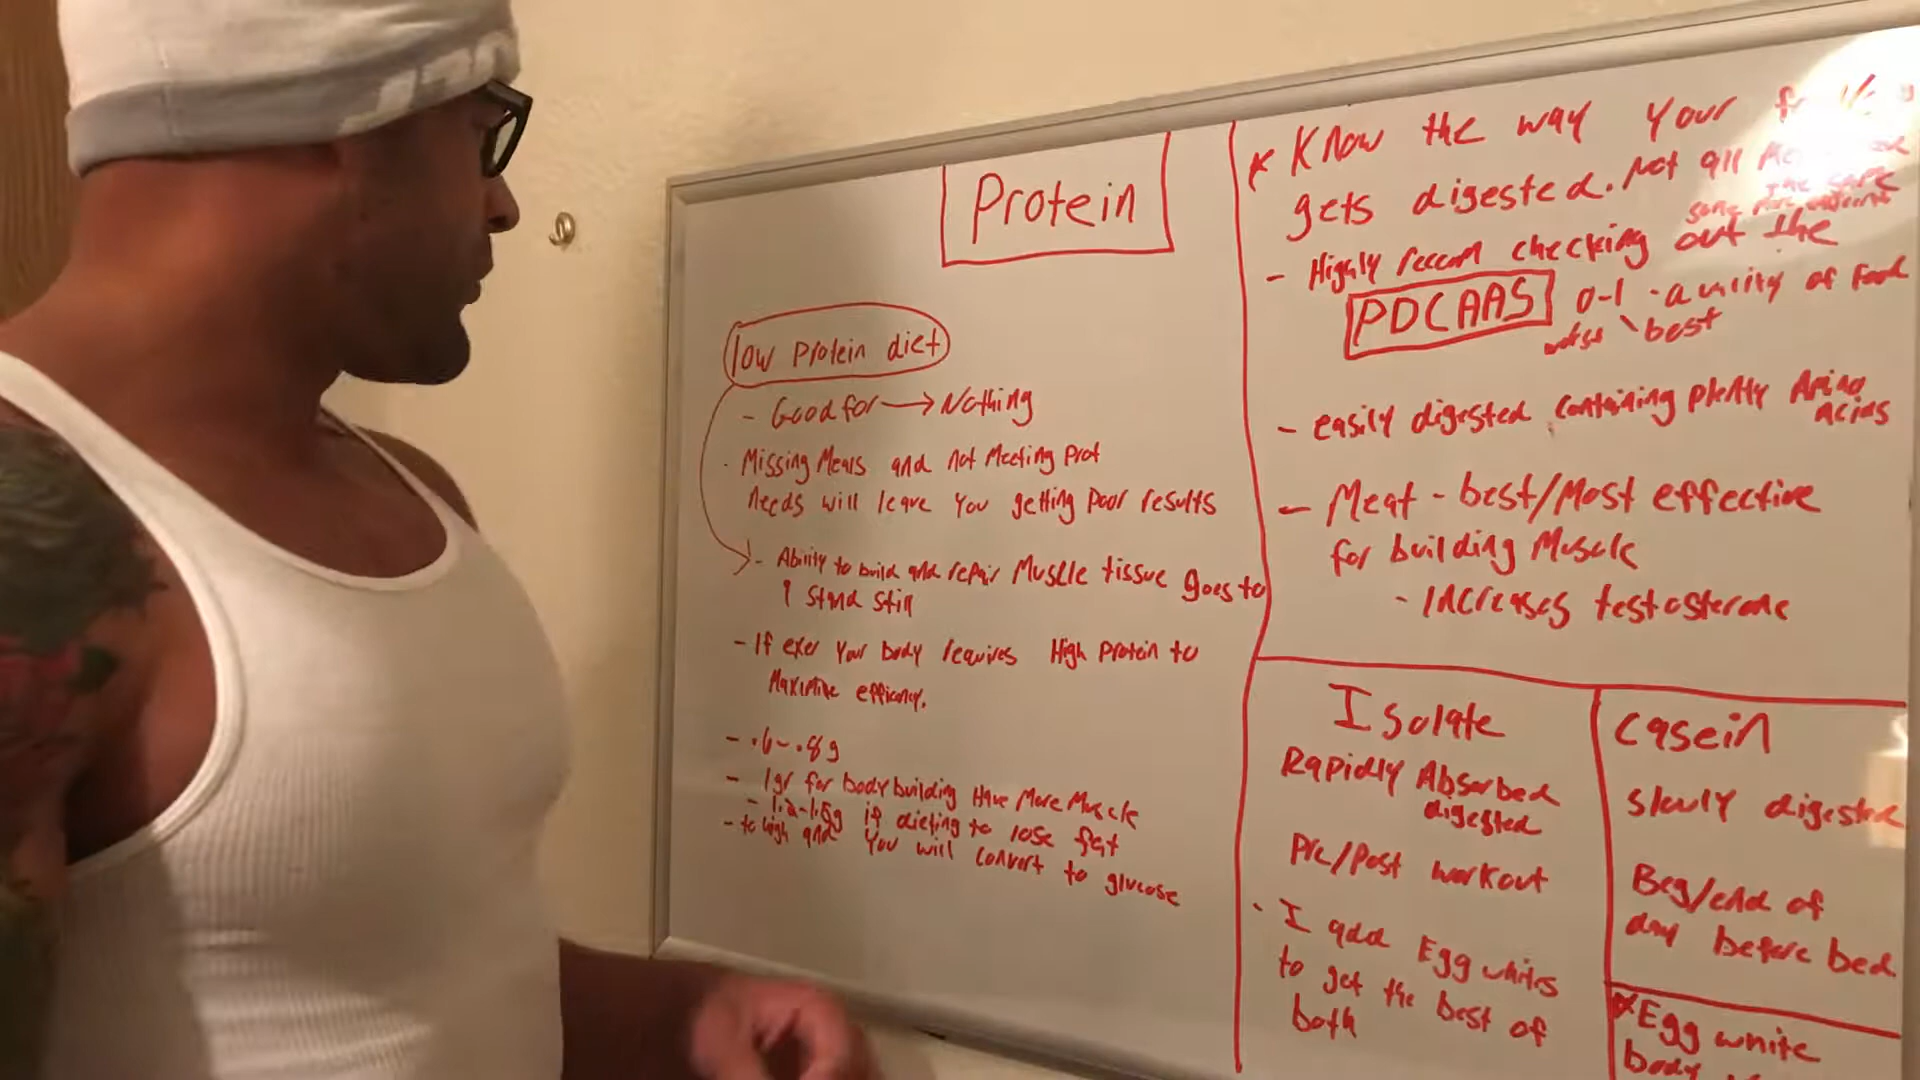 Protein
low Protein diet
- Good for → Nothing
· Missing Meals and not Meeting Prot
needs will leave you getting poor results
- Ability to build and repair Muscle tissue goes to
stand still
- If exer your body requires High protein to
Maximize
- .6 - .8g
- 1gr for bodybuilding Have More Muscle
- 1.2-1.5g if dieting to lose fat
- to high and you will convert to glucose
* Know the way your
gets digested. Not all
the same
some more
- Highly recom checking out the
PDCAAS 0-1 - of Food
worst \ best
- easily digested containing plenty Amino
acids
- Meat - best/Most effective
for building Muscle
- increases testosterone
Isolate
Rapidly Absorbed
digested
Pre/Post workout
· I add Egg whites
to get the best of
both
Casein
slowly digested
Beg/end of
day before bed
* Egg white
body